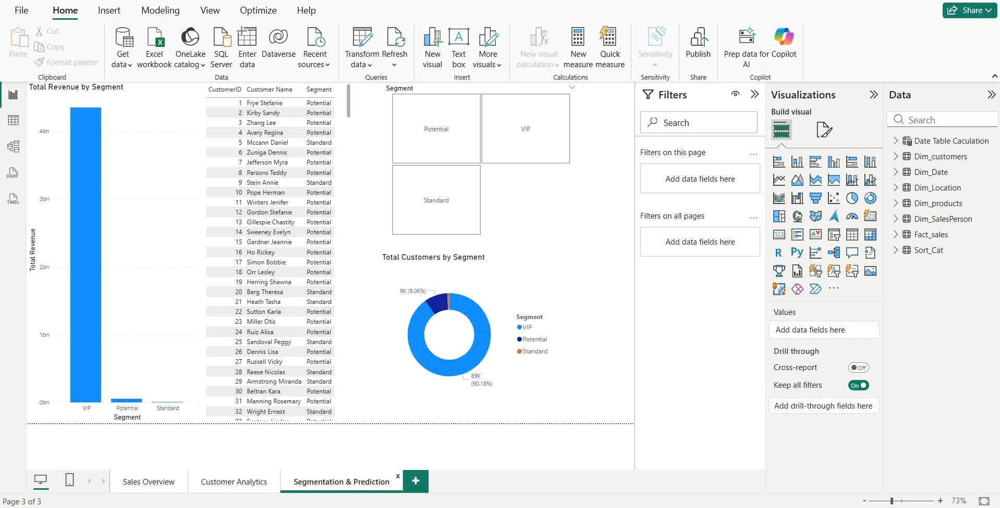 File Home Insert Modeling View Optimize Help Share
Paste
Cut
Copy
Format painter
Clipboard
Get data
Excel workbook
OneLake catalog
SQL Server
Enter data
Dataverse
Recent sources
Data
Transform data
Refresh
Queries
New visual
Text box
More visuals
Insert
New visual calculation
New measure
Quick measure
Calculations
Sensitivity
Sensitivity
Publish
Share
Prep data for AI
Copilot
Copilot
DAX
TMDL
Total Revenue by Segment
Total Revenue
4bn
3bn
2bn
1bn
0bn
VIP Potential Standard
Segment
CustomerID Customer Name Segment
1 Frye Stefanie Potential
2 Kirby Sandy Potential
3 Zhang Lee Potential
4 Avery Regina Potential
5 Mccann Daniel Standard
6 Zuniga Dennis Potential
7 Jefferson Myra Potential
8 Parsons Teddy Potential
9 Stein Annie Standard
10 Pope Herman Potential
11 Winters Jenifer Potential
12 Gordon Stefanie Potential
13 Gillespie Chastity Potential
14 Sweeney Evelyn Potential
15 Gardner Jeannie Potential
16 Ho Rickey Potential
17 Simon Bobbie Potential
18 Orr Lesley Potential
19 Herring Shawna Potential
20 Berg Theresa Standard
21 Heath Tasha Standard
22 Sutton Karla Potential
23 Miller Otis Potential
24 Ruiz Alisa Potential
25 Sandoval Peggy Standard
26 Dennis Lisa Potential
27 Russell Vicky Potential
28 Reese Nicolas Standard
29 Armstrong Miranda Standard
30 Beltran Kara Potential
31 Manning Rosemary Potential
32 Wright Ernest Standard
Segment
Potential VIP
Standard
Total Customers by Segment
9K (9.06%)
89K
(90.18%)
Segment
VIP
Potential
Standard
Filters
Search
Filters on this page ...
Add data fields here
Filters on all pages ...
Add data fields here
Visualizations
Build visual
123
123
R Py
...
Values
Add data fields here
Drill through
Cross-report Off
Keep all filters On
Add drill-through fields here
Data
Search
Date Table Caculation
Dim_customers
Dim_Date
Dim_Location
Dim_products
Dim_SalesPerson
Fact_sales
Sort_Cat
Sales Overview Customer Analytics Segmentation & Prediction x +
Page 3 of 3 - + 73%